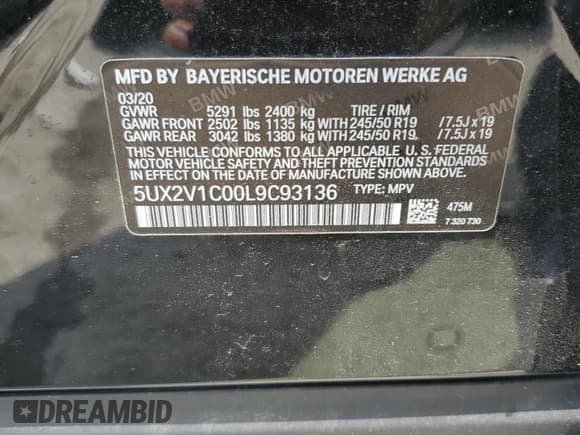 MFD BY BAYERISCHE MOTOREN WERKE AG
03/20
GVWR 5291 lbs 2400 kg TIRE / RIM
GAWR FRONT 2502 lbs 1135 kg WITH 245/50 R19 /7.5J x 19
GAWR REAR 3042 lbs 1380 kg WITH 245/50 R19 /7.5J x 19
THIS VEHICLE CONFORMS TO ALL APPLICABLE U. S. FEDERAL
MOTOR VEHICLE SAFETY AND THEFT PREVENTION STANDARDS
IN EFFECT ON THE DATE OF MANUFACTURE SHOWN ABOVE.
5UX2V1C00L9C93136 TYPE: MPV
475M
7 320 730
DREAMBID